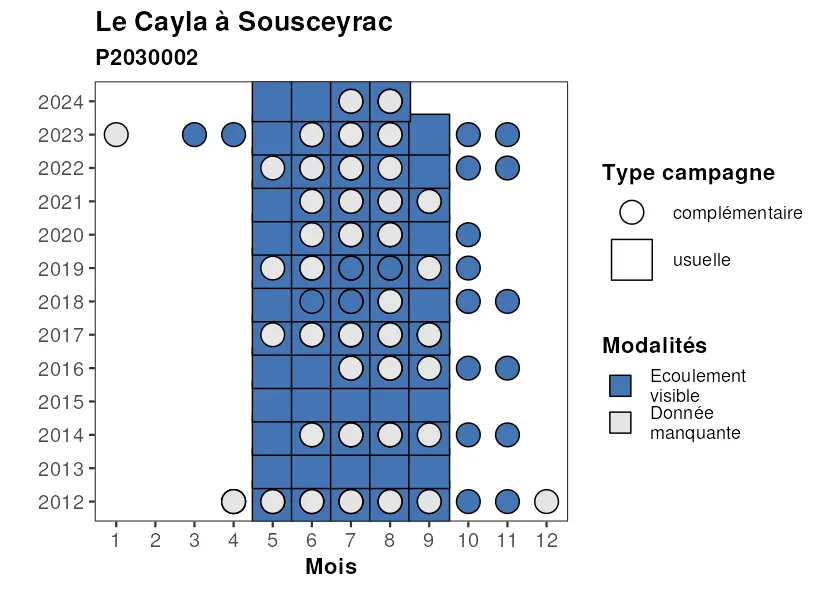 Le Cayla à Sousceyrac
P2030002
2024
2023
2022
2021
2020
2019
2018
2017
2016
2015
2014
2013
2012
1 2 3 4 5 6 7 8 9 10 11 12
Mois
Type campagne
complémentaire
usuelle
Modalités
Ecoulement
visible
Donnée
manquante